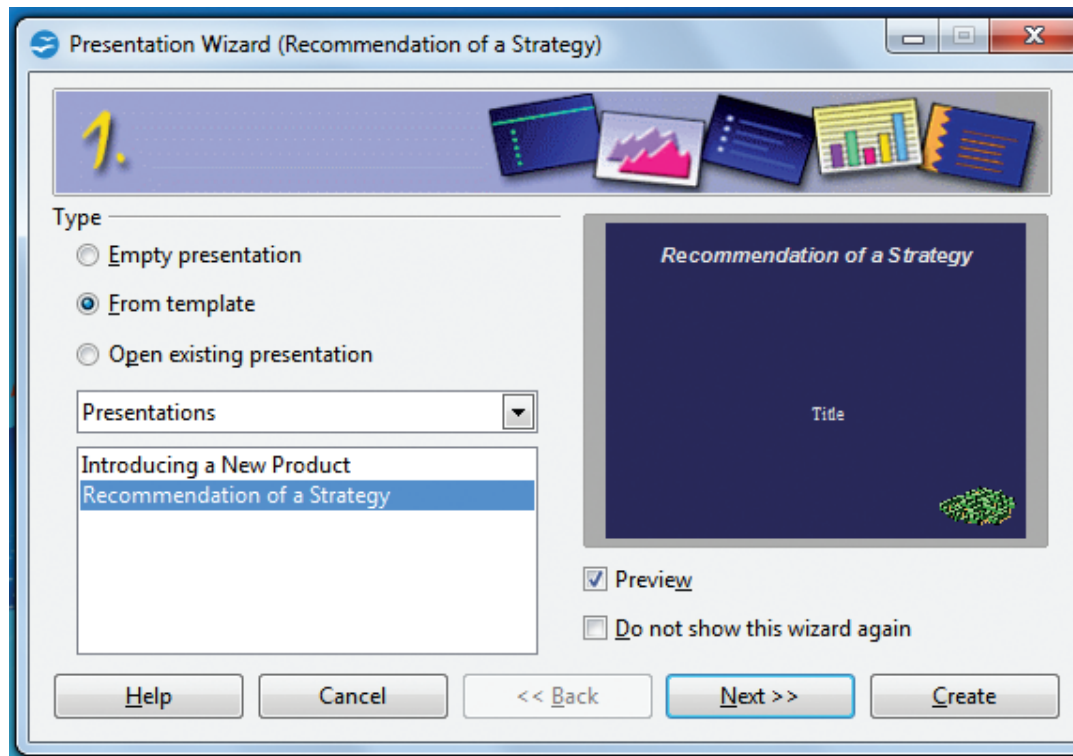 Presentation Wizard (Recommendation of a Strategy)
1.
Type
Empty presentation
From template
Open existing presentation
Presentations
Introducing a New Product
Recommendation of a Strategy
Recommendation of a Strategy
Title
Preview
Do not show this wizard again
Help
Cancel
<< Back
Next >>
Create